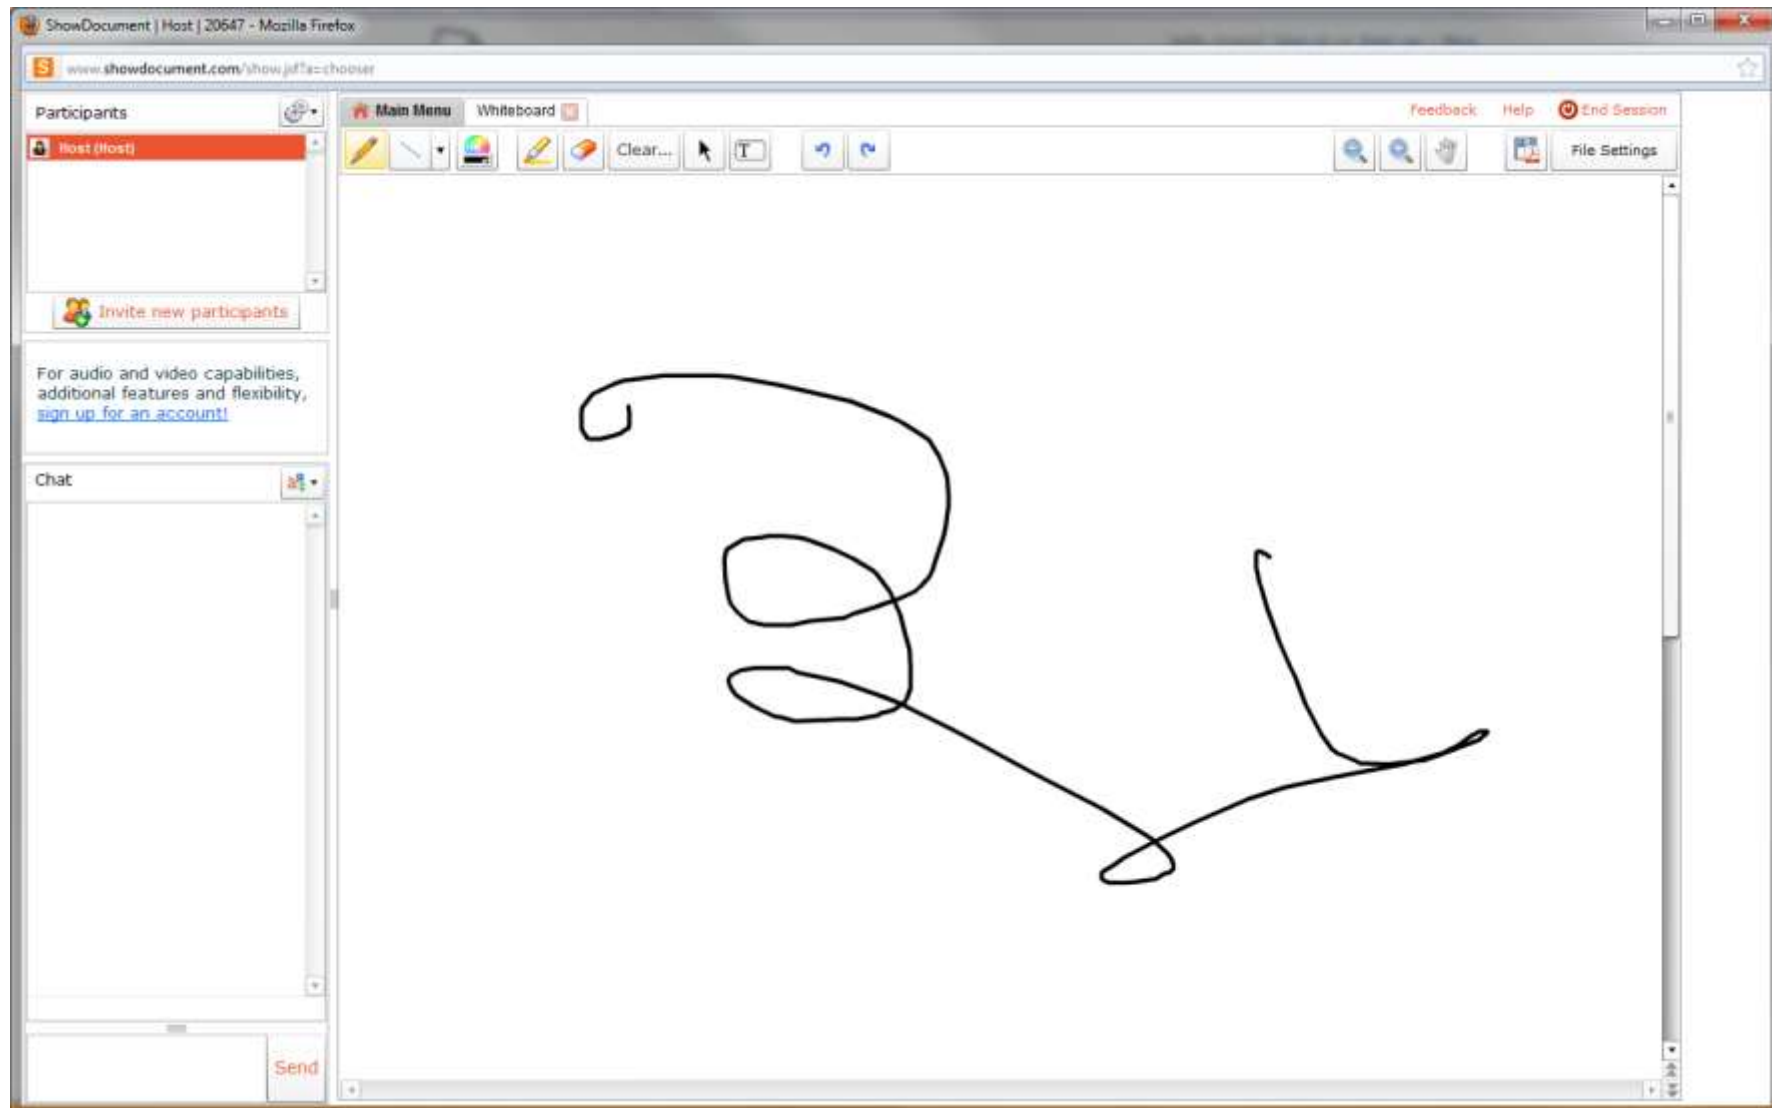 ShowDocument | Host | 20647 - Mozilla Firefox
www.showdocument.com/show.jsf?a=chooser
Participants
Main Menu
Whiteboard
Feedback
Help
End Session
Host (Host)
Clear...
T
File Settings
Invite new participants
For audio and video capabilities,
additional features and flexibility,
sign up for an account!
Chat
Send